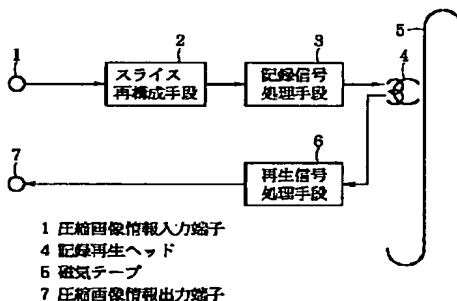 5
2
3
4
1
スライス
再構成手段
記録信号
処理手段
6
7
再生信号
処理手段
1 圧縮画像情報入力端子
4 記録再生ヘッド
5 磁気テープ
7 圧縮画像情報出力端子